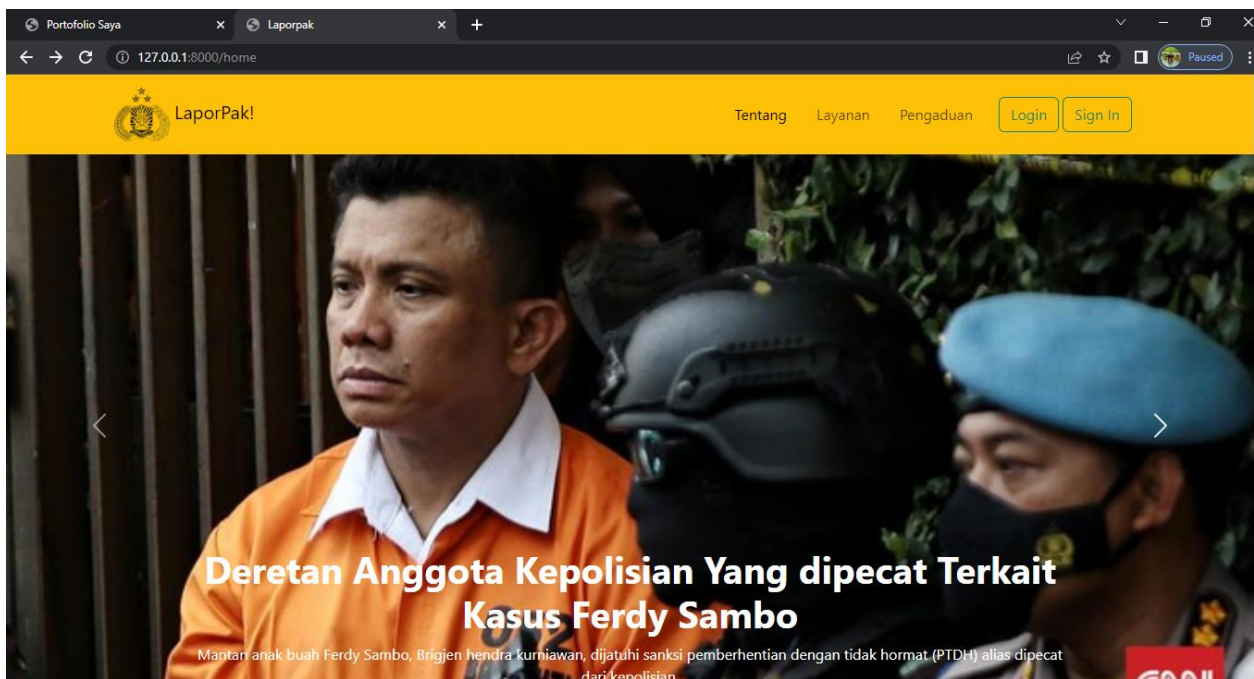 Portofolio Saya
Laporpak
127.0.0.1:8000/home
Paused
LaporPak!
Tentang
Layanan
Pengaduan
Login
Sign In
Deretan Anggota Kepolisian Yang dipecat Terkait
Kasus Ferdy Sambo
Mantan anak buah Ferdy Sambo, Brigjen hendra kurniawan, dijatuhi sanksi pemberhentian dengan tidak hormat (PTDH) alias dipecat
dari kepolisian